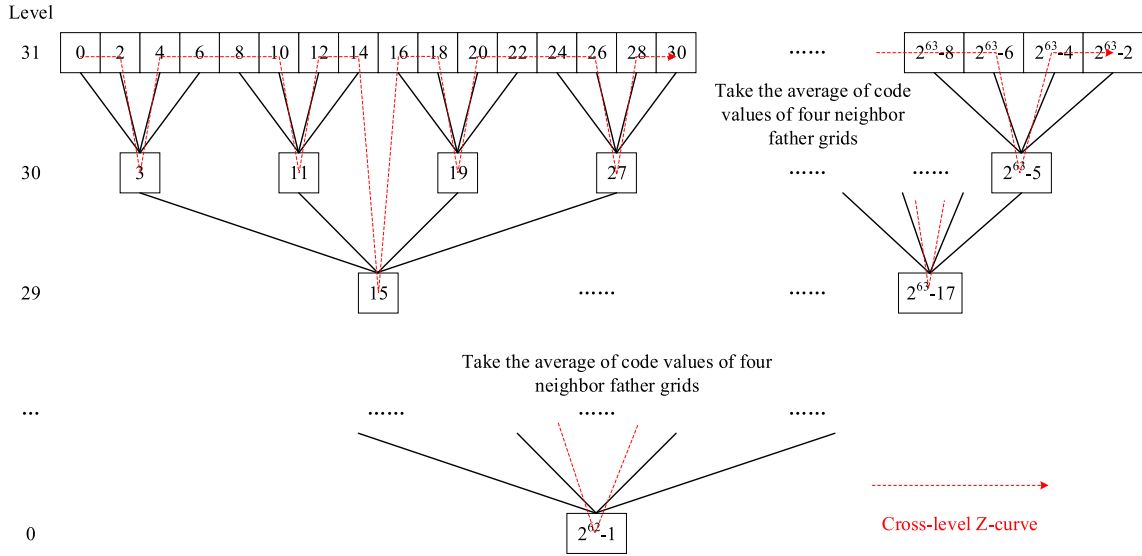 Level
31 0 2 4 6 8 10 12 14 16 18 20 22 24 26 28 30 ...... 2^63-8 2^63-6 2^63-4 2^63-2
Take the average of code
values of four neighbor
father grids
30 3 11 19 27 ...... ...... 2^63-5
29 15 ...... ...... 2^63-17
Take the average of code values of four
neighbor father grids
... ...... ...... ......
Cross-level Z-curve
0 2^62-1